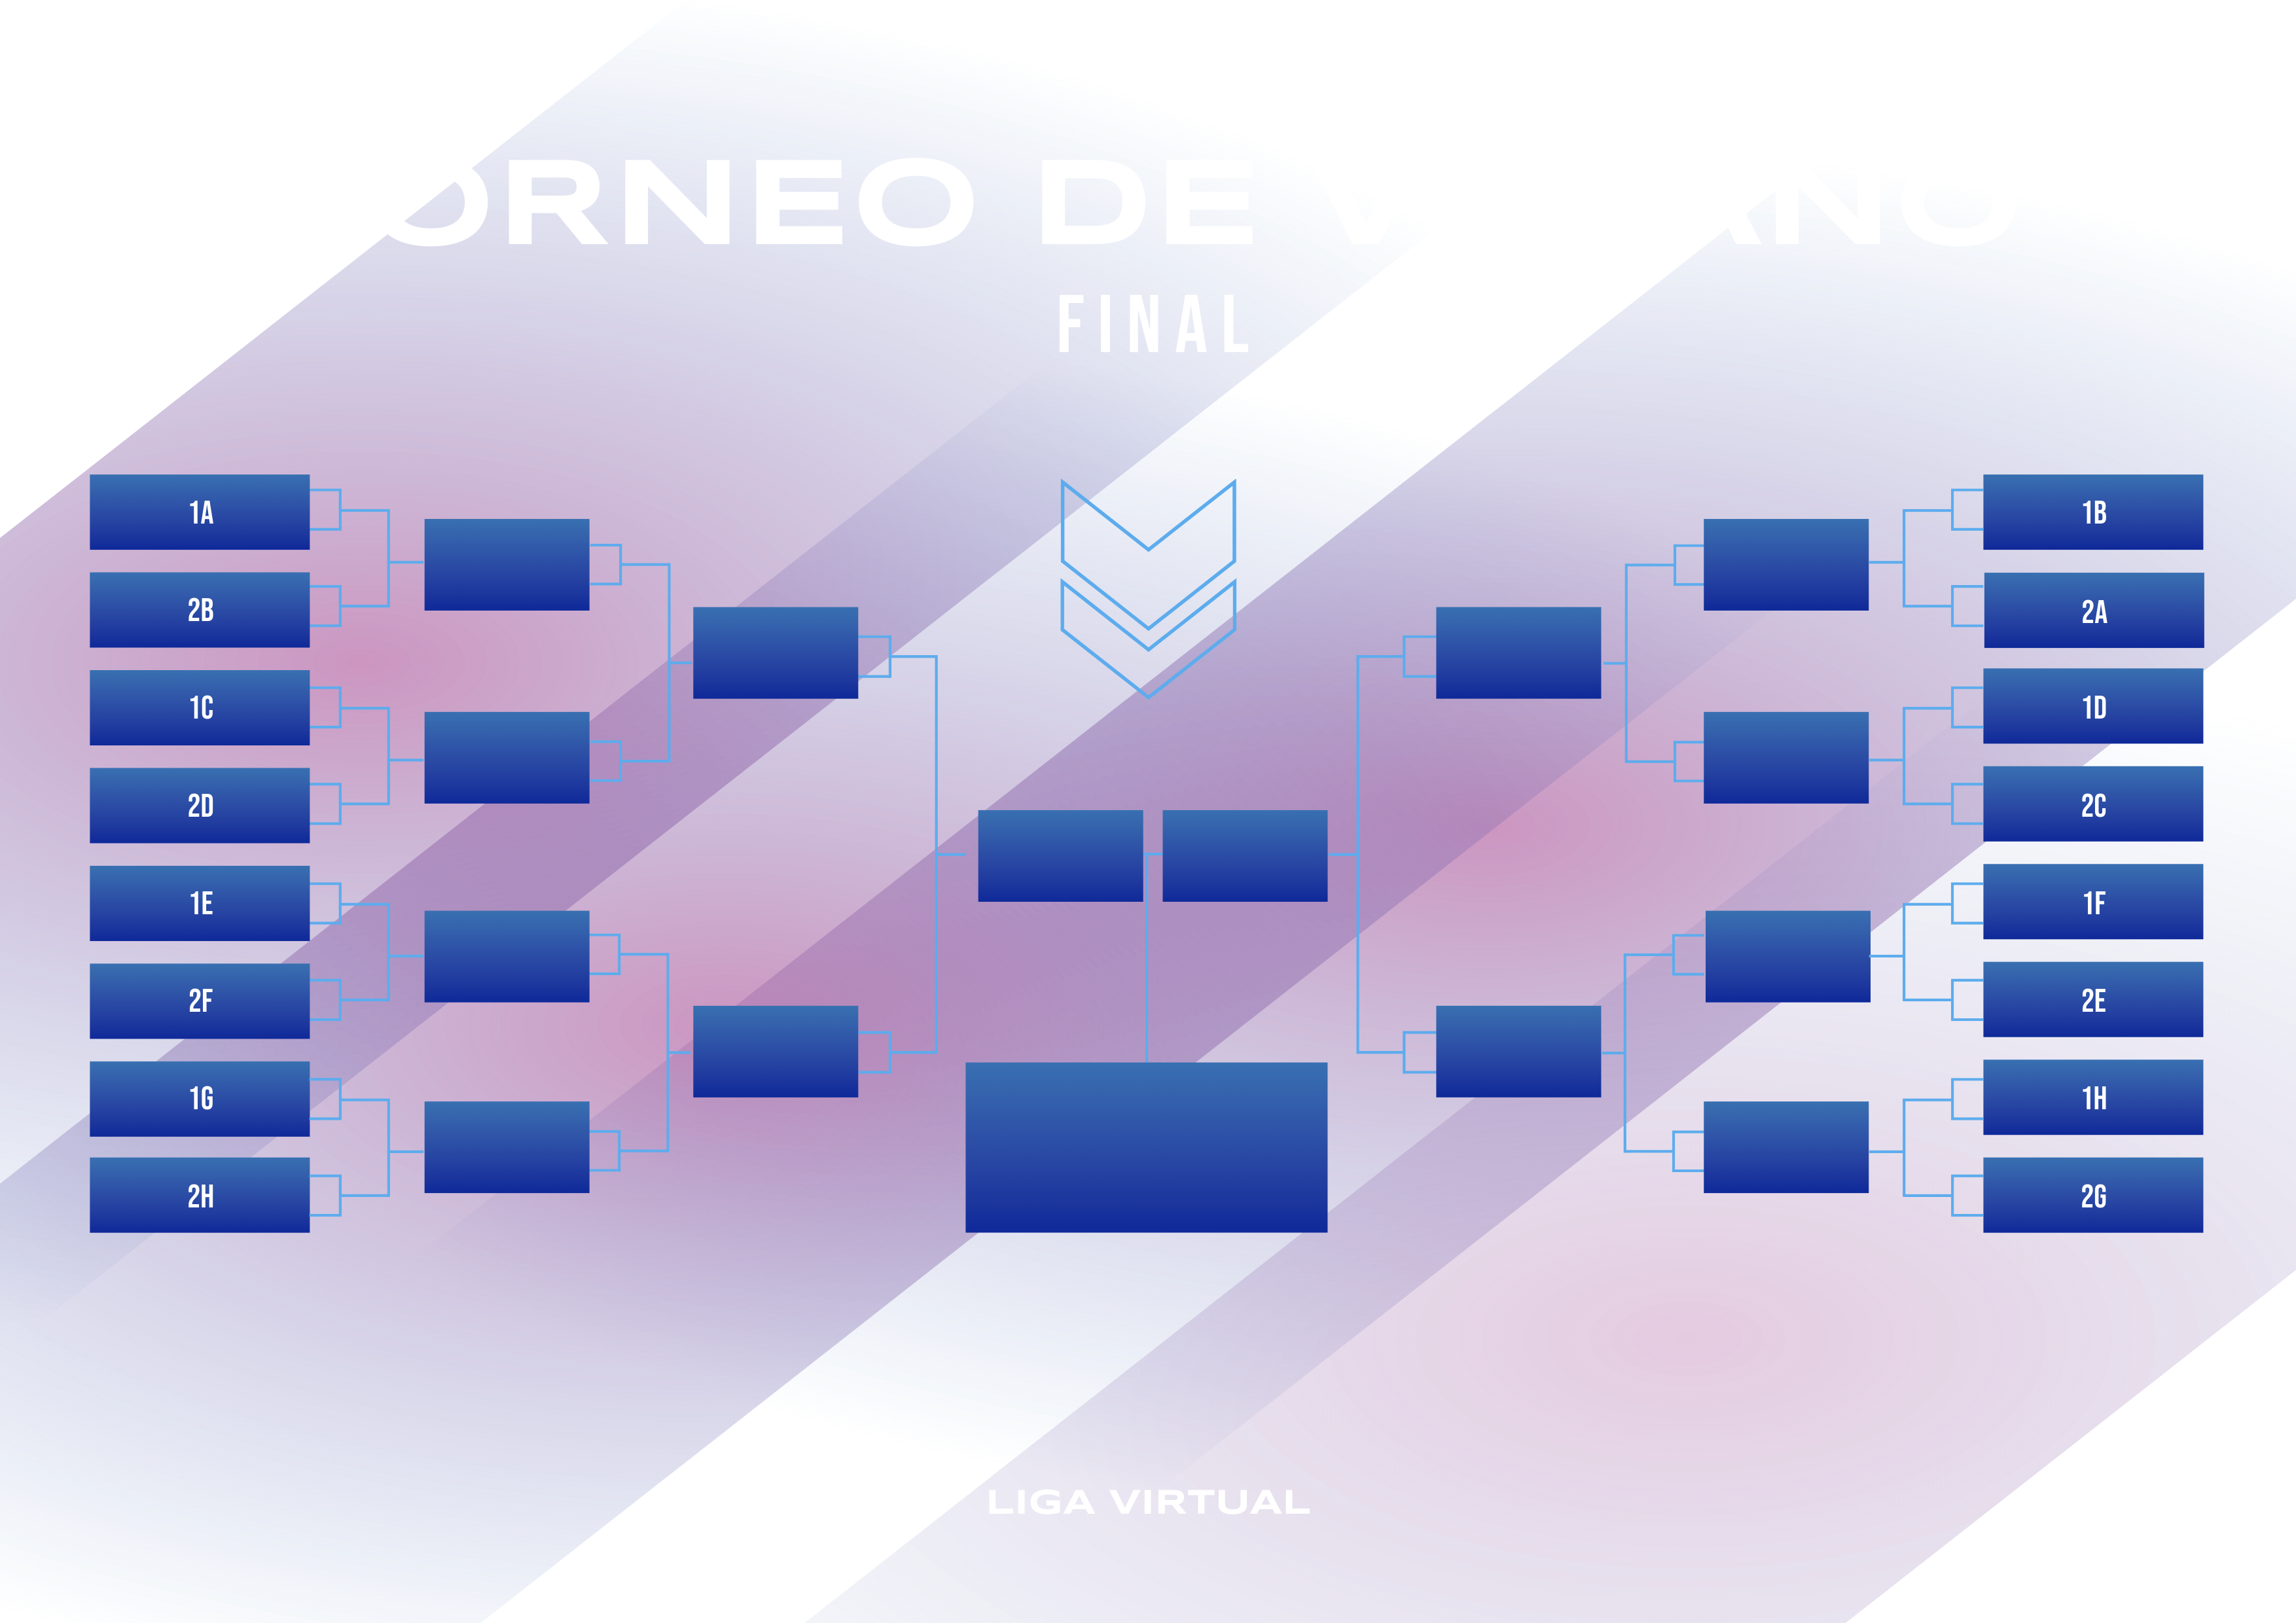 ORNEO DE
FINAL
1A
2B
1C
2D
1E
2F
1G
2H
1B
2A
1D
2C
1F
2E
1H
2G
LIGA VIRTUAL